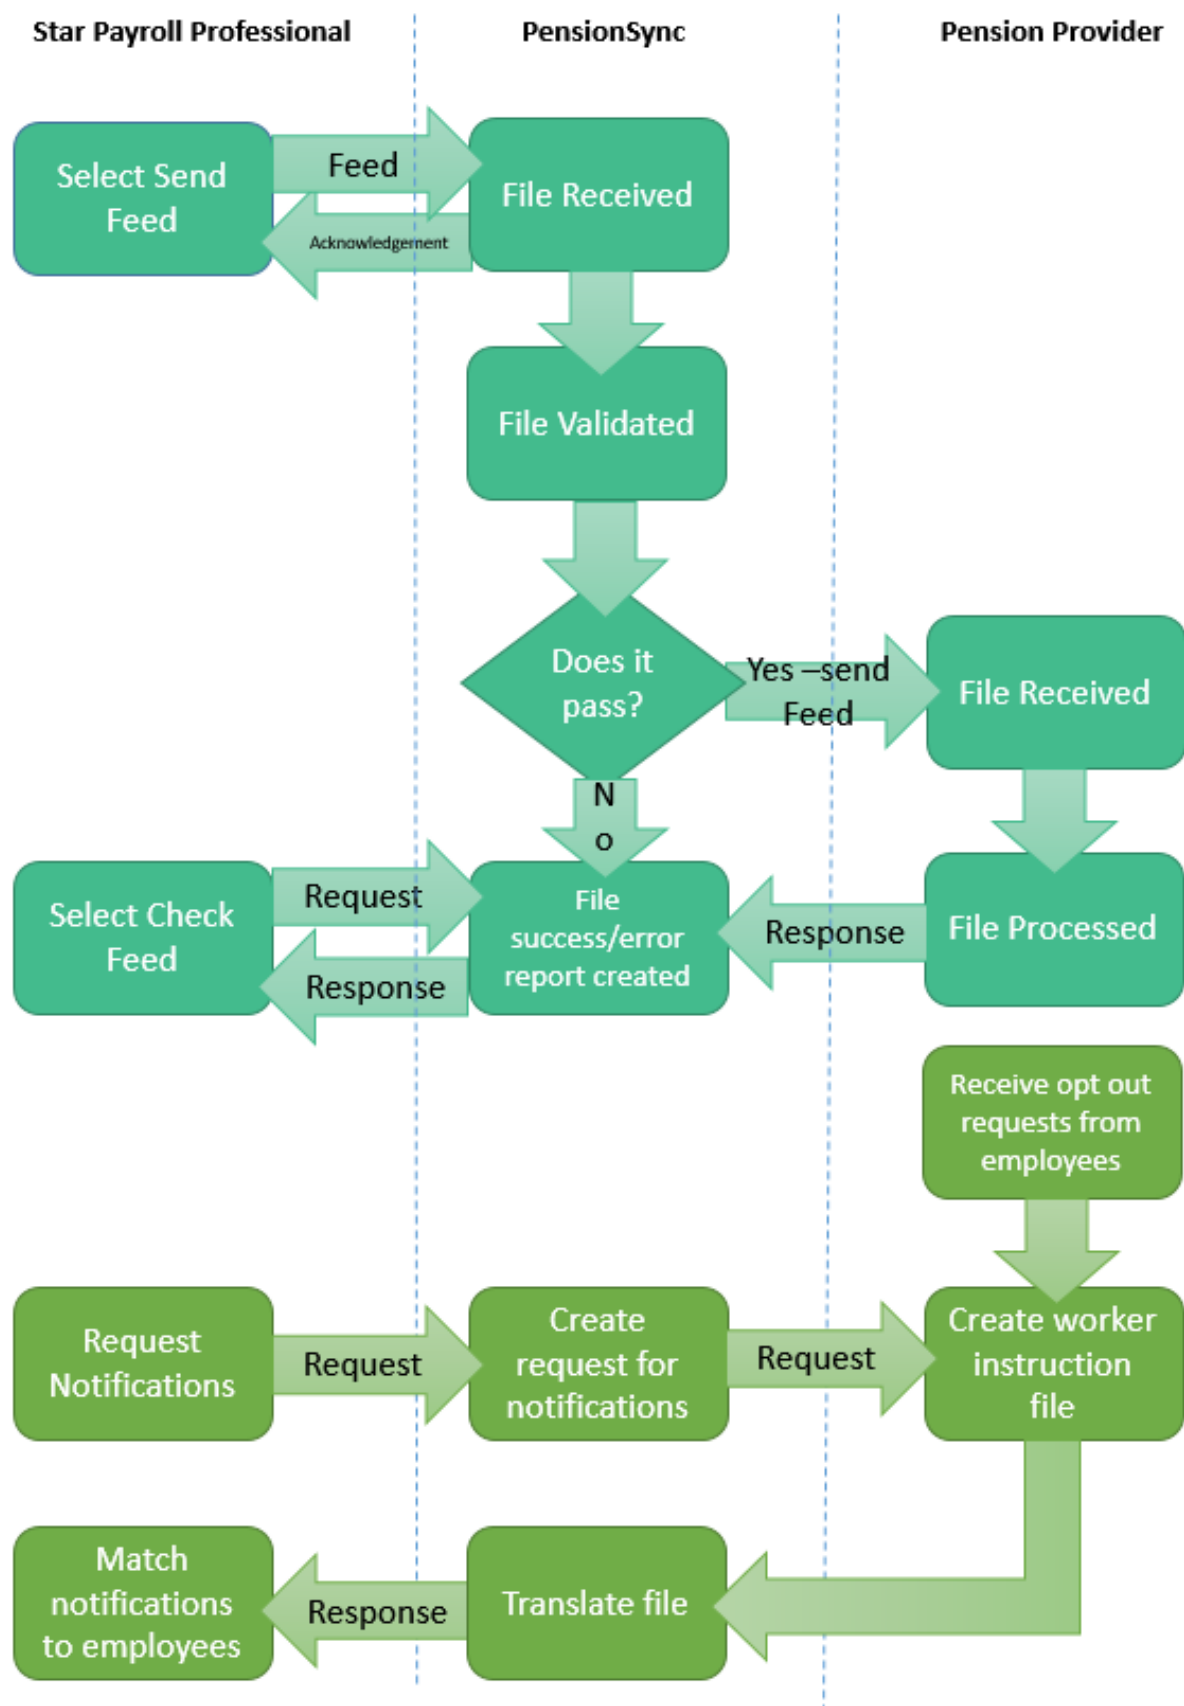 Star Payroll Professional
PensionSync
Pension Provider
Select Send
Feed
Feed
Acknowledgement
File Received
File Validated
Does it
pass?
Yes –send
Feed
File Received
N
o
Select Check
Feed
Request
Response
File
success/error
report created
Response
File Processed
Receive opt out
requests from
employees
Request
Notifications
Request
Create
request for
notifications
Request
Create worker
instruction
file
Match
notifications
to employees
Response
Translate file